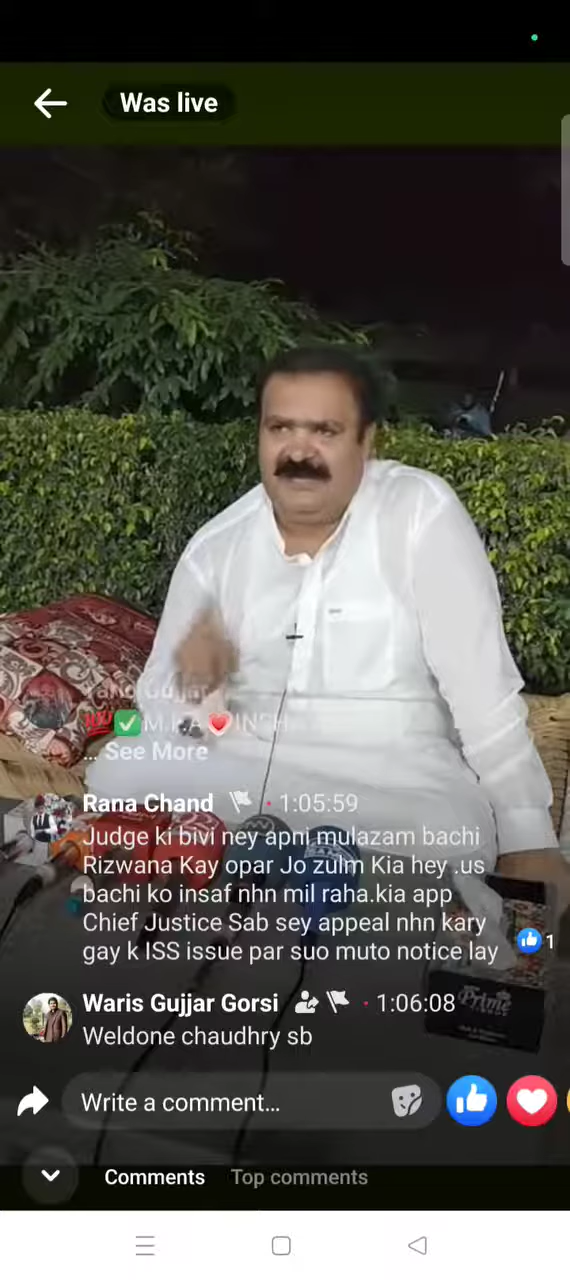 Was live
M.P.A
... See More
Rana Chand 1:05:59
Judge ki bivi ney apni mulazam bachi
Rizwana Kay opar Jo zulm Kia hey .us
bachi ko insaf nhn mil raha.kia app
Chief Justice Sab sey appeal nhn kary
gay k ISS issue par suo muto notice lay
1
Waris Gujjar Gorsi 1:06:08
Weldone chaudhry sb
Prime
Write a comment...
Comments Top comments